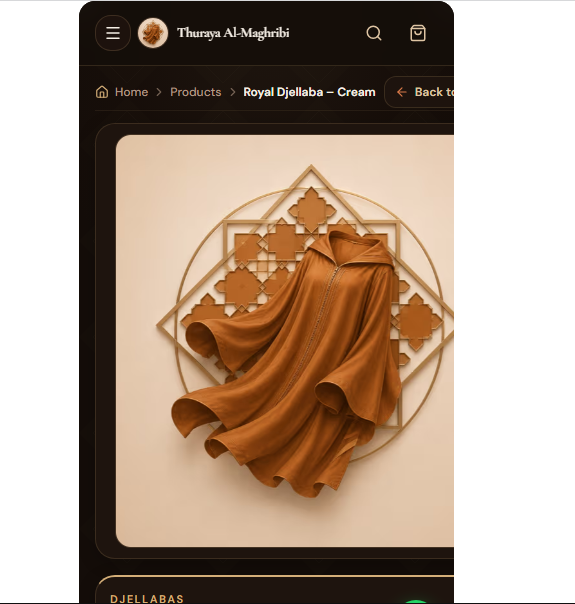 Thuraya Al-Maghribi
Home > Products > Royal Djellaba – Cream
Back to
DJELLABAS